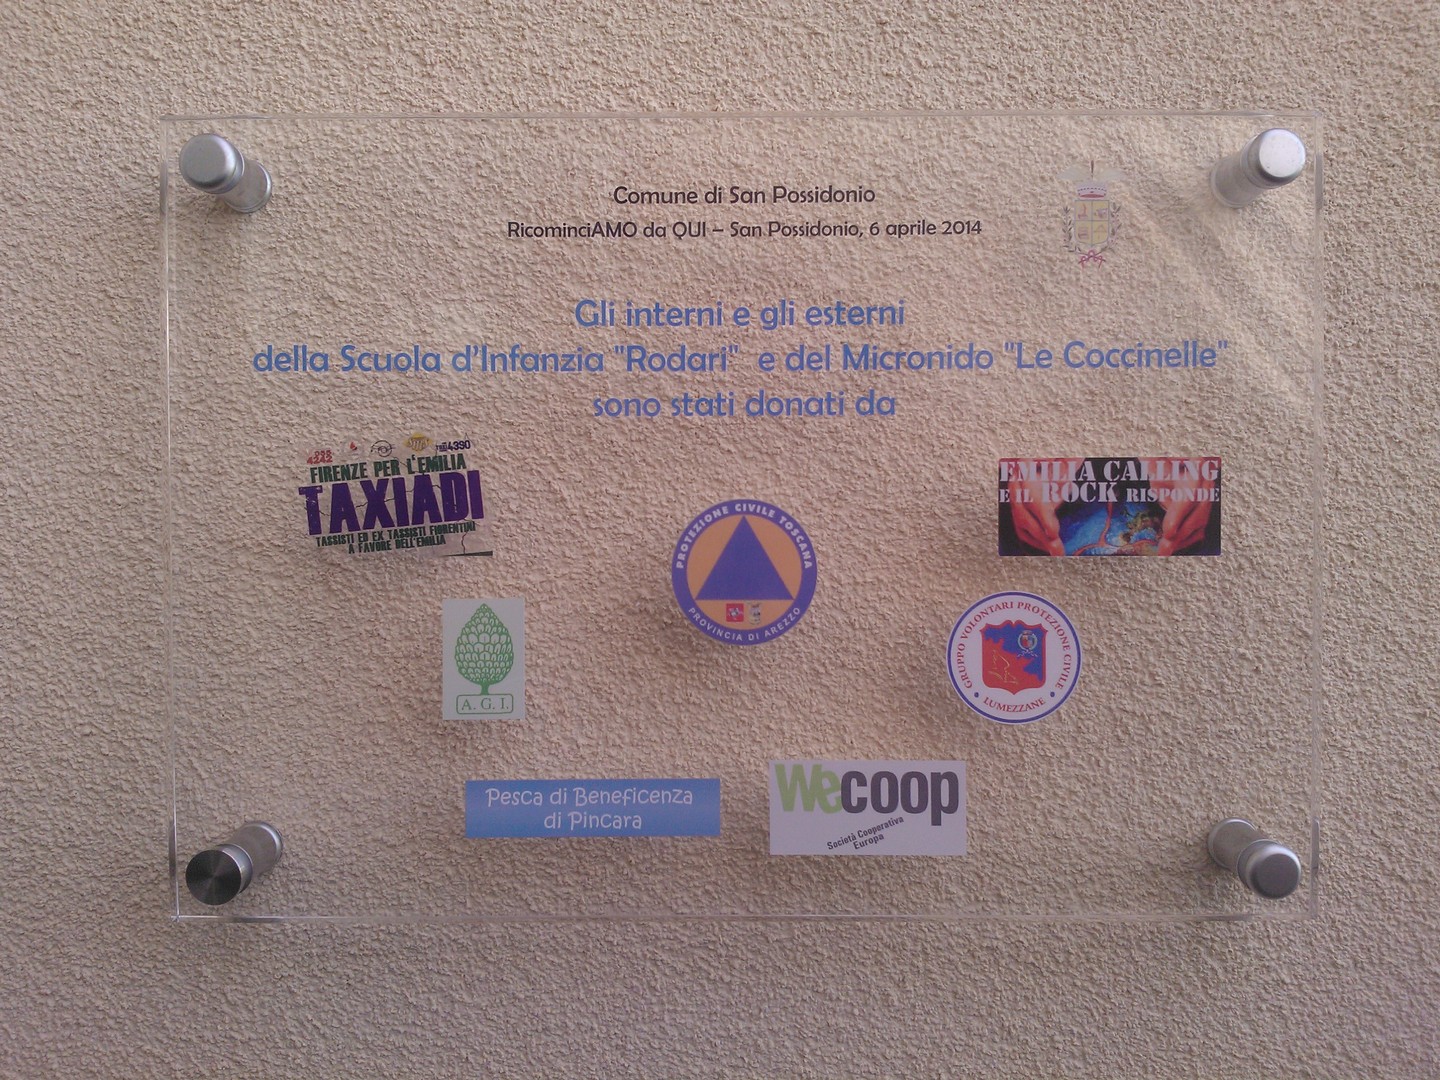 Comune di San Possidonio
RicominciAMO da QUI – San Possidonio, 6 aprile 2014
Gli interni e gli esterni
della Scuola d'Infanzia "Rodari" e del Micronido "Le Coccinelle"
sono stati donati da
4242
4390
FIRENZE PER L'EMILIA
TAXIADI
TASSISTI ED EX TASSISTI FIORENTINI
A FAVORE DELL'EMILIA
EMILIA CALLING
E IL ROCK RISPONDE
PROTEZIONE CIVILE TOSCANA
PROVINCIA DI AREZZO
A. G. I.
GRUPPO VOLONTARI PROTEZIONE CIVILE
• LUMEZZANE •
Pesca di Beneficenza
di Pincara
Wecoop
Società Cooperativa
Europa